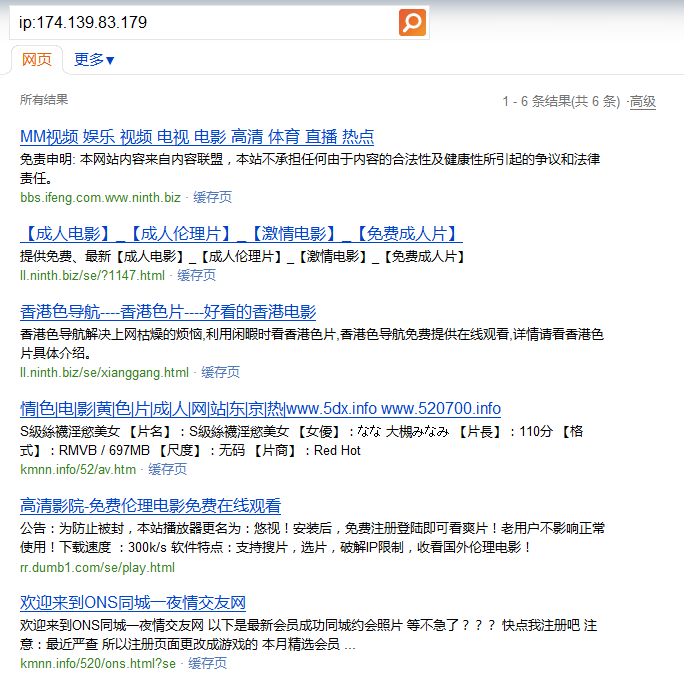 ip:174.139.83.179
网页 更多▼
所有结果 1 - 6 条结果(共 6 条) ·高级
MM视频 娱乐 视频 电视 电影 高清 体育 直播 热点
免责申明: 本网站内容来自内容联盟，本站不承担任何由于内容的合法性及健康性所引起的争议和法律
责任。
bbs.ifeng.com.www.ninth.biz · 缓存页
【成人电影】_【成人伦理片】_【激情电影】_【免费成人片】
提供免费、最新【成人电影】_【成人伦理片】_【激情电影】_【免费成人片】
ll.ninth.biz/se/?1147.html · 缓存页
香港色导航----香港色片----好看的香港电影
香港色导航解决上网枯燥的烦恼,利用闲暇时看香港色片,香港色导航免费提供在线观看,详情请看香港色
片具体介绍。
ll.ninth.biz/se/xianggang.html · 缓存页
情|色|电|影|黄|色|片|成|人|网|站|东|京|热|www.5dx.info www.520700.info
S級絲襪淫慾美女 【片名】：S級絲襪淫慾美女 【女優】：なな 大槻みなみ 【片長】：110分 【格
式】：RMVB / 697MB 【尺度】：无码 【片商】：Red Hot
kmnn.info/52/av.htm · 缓存页
高清影院-免费伦理电影免费在线观看
公告：为防止被封，本站播放器更名为：悠视！安装后，免费注册登陆即可看爽片！老用户不影响正常
使用！下载速度 ：300k/s 软件特点：支持搜片，选片，破解IP限制，收看国外伦理电影！
rr.dumb1.com/se/play.html
欢迎来到ONS同城一夜情交友网
欢迎来到ONS同城一夜情交友网 以下是最新会员成功同城约会照片 等不急了？？？ 快点我注册吧 注
意：最近严查 所以注册页面更改成游戏的 本月精选会员 ...
kmnn.info/520/ons.html?se · 缓存页